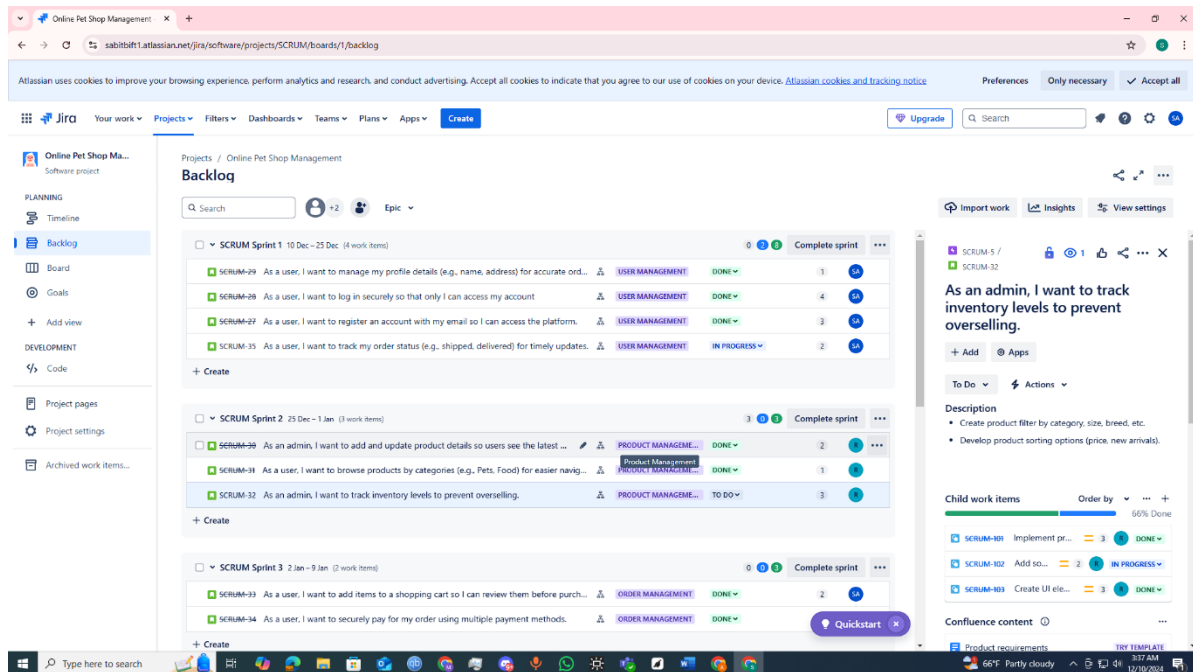 Online Pet Shop Management
sabitbift1.atlassian.net/jira/software/projects/SCRUM/boards/1/backlog
S
Atlassian uses cookies to improve your browsing experience, perform analytics and research, and conduct advertising. Accept all cookies to indicate that you agree to our use of cookies on your device. Atlassian cookies and tracking notice
Preferences Only necessary Accept all
Jira Your work Projects Filters Dashboards Teams Plans Apps Create Upgrade Search SA
Online Pet Shop Ma...
Software project
PLANNING
Timeline
Backlog
Board
Goals
Add view
DEVELOPMENT
Code
Project pages
Project settings
Archived work items...
Projects / Online Pet Shop Management
Backlog
Search +2 Epic Import work Insights View settings
SCRUM Sprint 1 10 Dec – 25 Dec (4 work items) 0 2 8 Complete sprint
SCRUM-29 As a user, I want to manage my profile details (e.g., name, address) for accurate ord... USER MANAGEMENT DONE 1 SA
SCRUM-28 As a user, I want to log in securely so that only I can access my account USER MANAGEMENT DONE 4 SA
SCRUM-27 As a user, I want to register an account with my email so I can access the platform. USER MANAGEMENT DONE 3 SA
SCRUM-35 As a user, I want to track my order status (e.g., shipped, delivered) for timely updates. USER MANAGEMENT IN PROGRESS 2 SA
+ Create
SCRUM Sprint 2 25 Dec – 1 Jan (3 work items) 3 0 3 Complete sprint
SCRUM-30 As an admin, I want to add and update product details so users see the latest ... PRODUCT MANAGEME... DONE 2 R
Product Management
SCRUM-31 As a user, I want to browse products by categories (e.g., Pets, Food) for easier navig... PRODUCT MANAGEME... DONE 1 R
SCRUM-32 As an admin, I want to track inventory levels to prevent overselling. PRODUCT MANAGEME... TO DO 3 R
+ Create
SCRUM Sprint 3 2 Jan – 9 Jan (2 work items) 0 0 3 Complete sprint
SCRUM-33 As a user, I want to add items to a shopping cart so I can review them before purch... ORDER MANAGEMENT DONE 2 SA
SCRUM-34 As a user, I want to securely pay for my order using multiple payment methods. ORDER MANAGEMENT DONE
+ Create
Quickstart
SCRUM-5 /
SCRUM-32
1
As an admin, I want to track
inventory levels to prevent
overselling.
+ Add Apps
To Do Actions
Description
• Create product filter by category, size, breed, etc.
• Develop product sorting options (price, new arrivals).
Child work items Order by
66% Done
SCRUM-101 Implement pr... 3 R DONE
SCRUM-102 Add so... 2 R IN PROGRESS
SCRUM-103 Create UI ele... 3 R DONE
Confluence content
Product requirements TRY TEMPLATE
Type here to search
66°F Partly cloudy
3:37 AM
12/10/2024